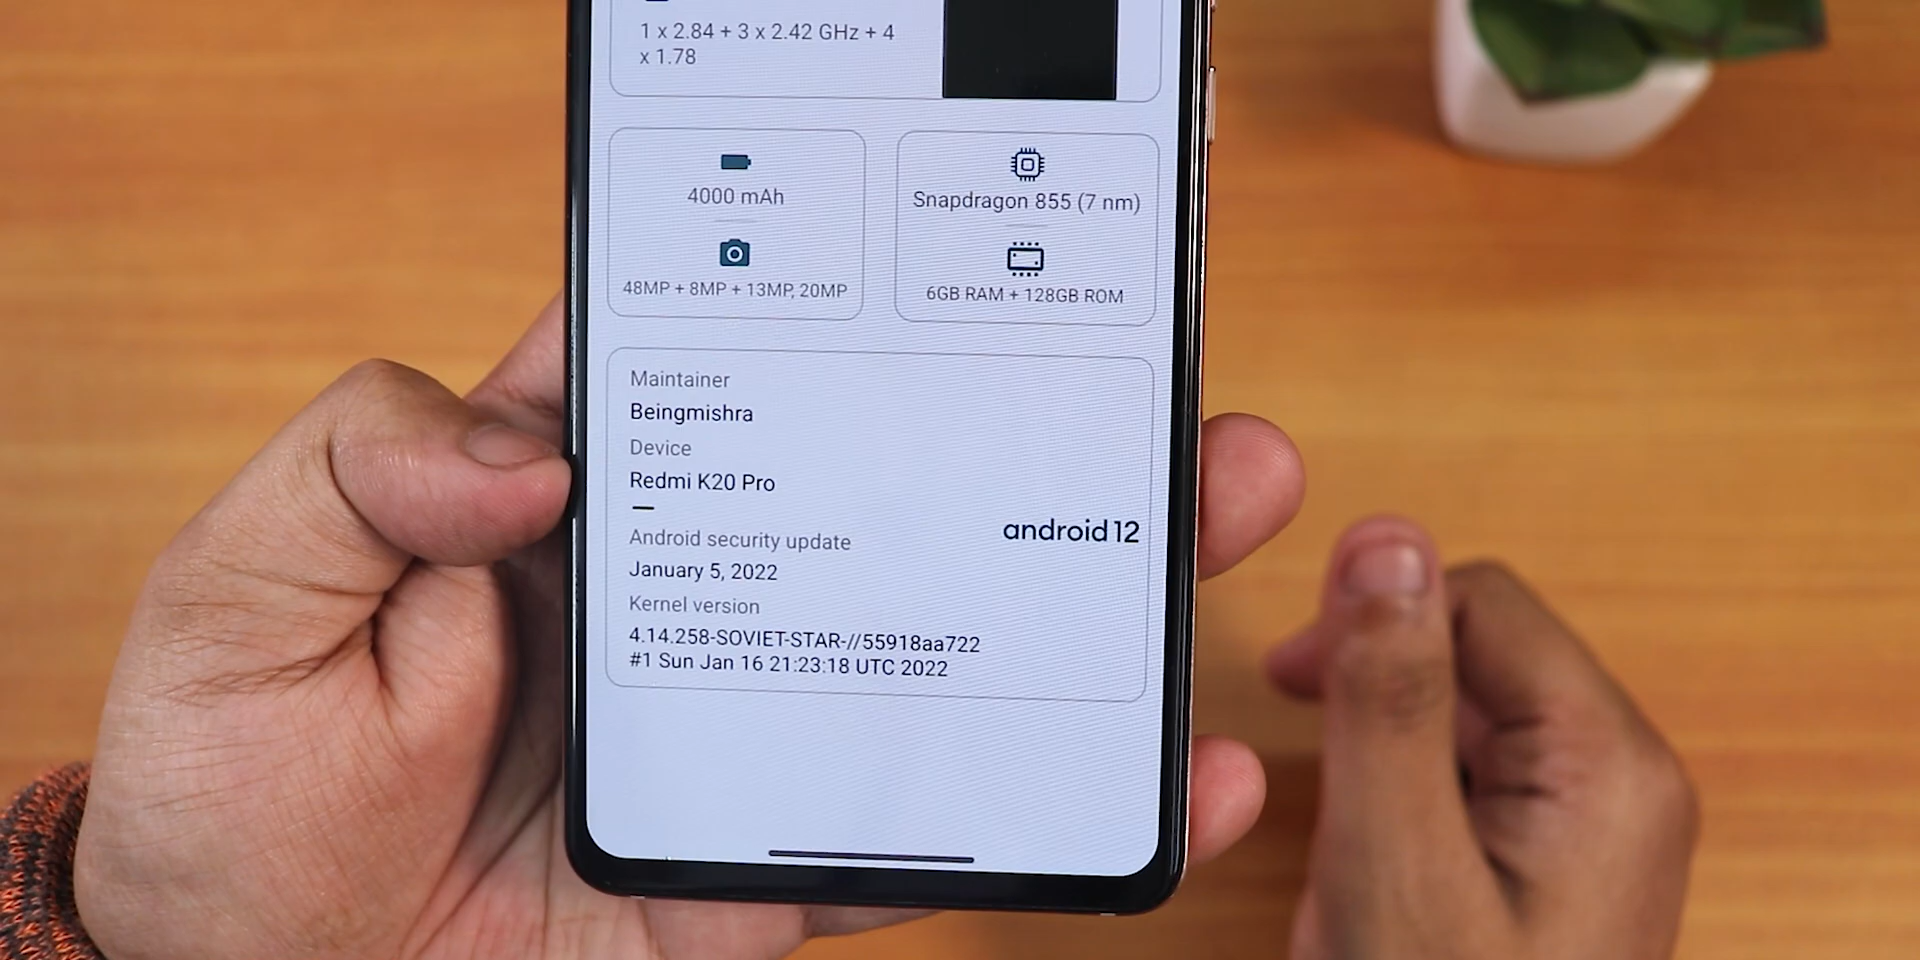 1 x 2.84 + 3 x 2.42 GHz + 4
x 1.78
4000 mAh
48MP + 8MP + 13MP, 20MP
Snapdragon 855 (7 nm)
6GB RAM + 128GB ROM
Maintainer
Beingmishra
Device
Redmi K20 Pro
Android security update
January 5, 2022
Kernel version
4.14.258-SOVIET-STAR-//55918aa722
#1 Sun Jan 16 21:23:18 UTC 2022
android 12